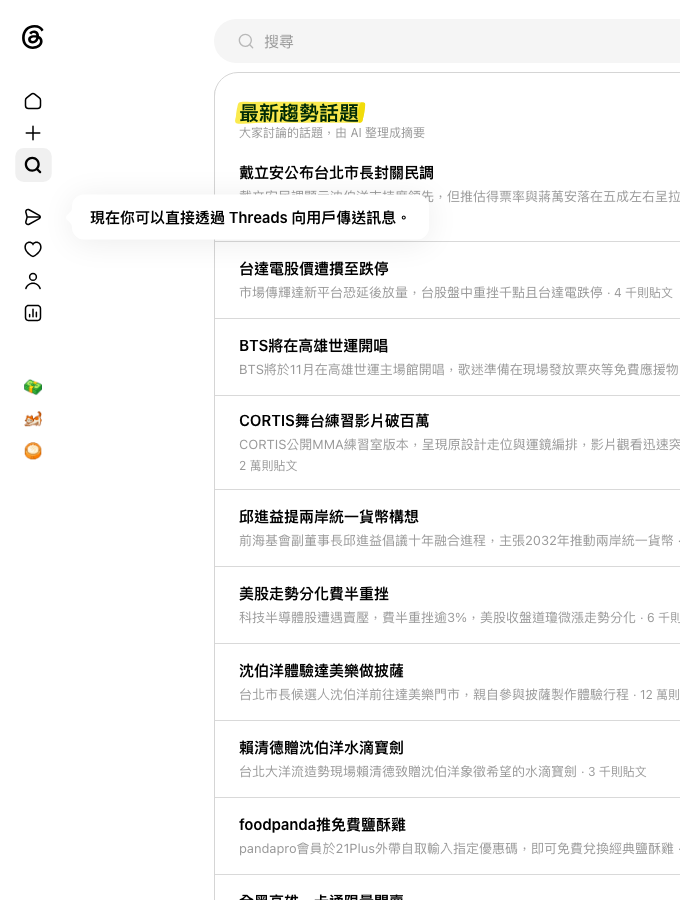 搜尋
最新趨勢話題
大家討論的話題，由 AI 整理成摘要
戴立安公布台北市長封關民調
先，但推估得票率與蔣萬安落在五成左右呈拉
現在你可以直接透過 Threads 向用戶傳送訊息。
台達電股價遭摜至跌停
市場傳輝達新平台恐延後放量，台股盤中重挫千點且台達電跌停 · 4 千則貼文
BTS將在高雄世運開唱
BTS將於11月在高雄世運主場館開唱，歌迷準備在現場發放票夾等免費應援物
CORTIS舞台練習影片破百萬
CORTIS公開MMA練習室版本，呈現原設計走位與運鏡編排，影片觀看迅速突
2 萬則貼文
邱進益提兩岸統一貨幣構想
前海基會副董事長邱進益倡議十年融合進程，主張2032年推動兩岸統一貨幣 ·
美股走勢分化費半重挫
科技半導體股遭遇賣壓，費半重挫逾3%，美股收盤道瓊微漲走勢分化 · 6 千則
沈伯洋體驗達美樂做披薩
台北市長候選人沈伯洋前往達美樂門市，親自參與披薩製作體驗行程 · 12 萬則
賴清德贈沈伯洋水滴寶劍
台北大洋流造勢現場賴清德致贈沈伯洋象徵希望的水滴寶劍 · 3 千則貼文
foodpanda推免費鹽酥雞
pandapro會員於21Plus外帶自取輸入指定優惠碼，即可免費兌換經典鹽酥雞 ·